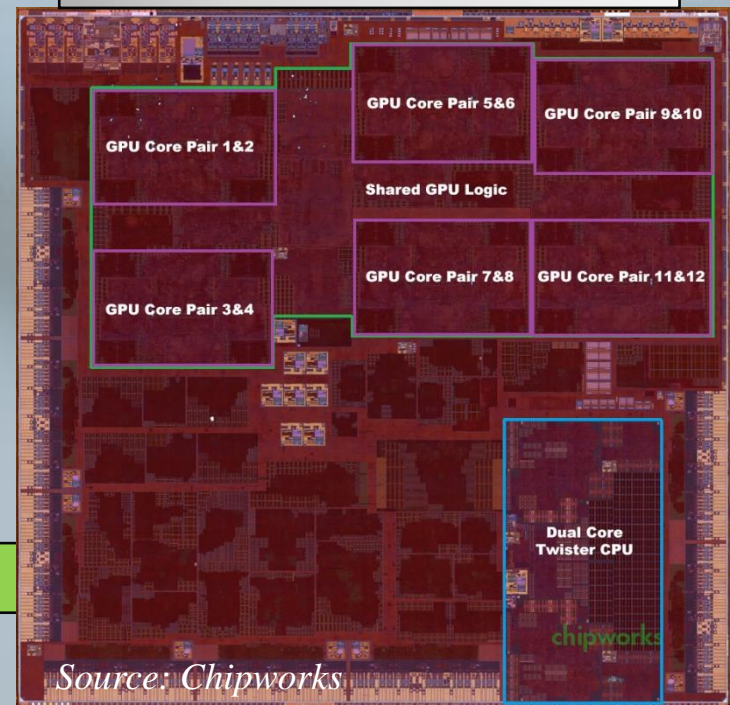 GPU Core Pair 5&6
GPU Core Pair 9&10
GPU Core Pair 1&2
Shared GPU Logic
GPU Core Pair 7&8
GPU Core Pair 11&12
GPU Core Pair 3&4
Dual Core
Twister CPU
chipworks
Source: Chipworks